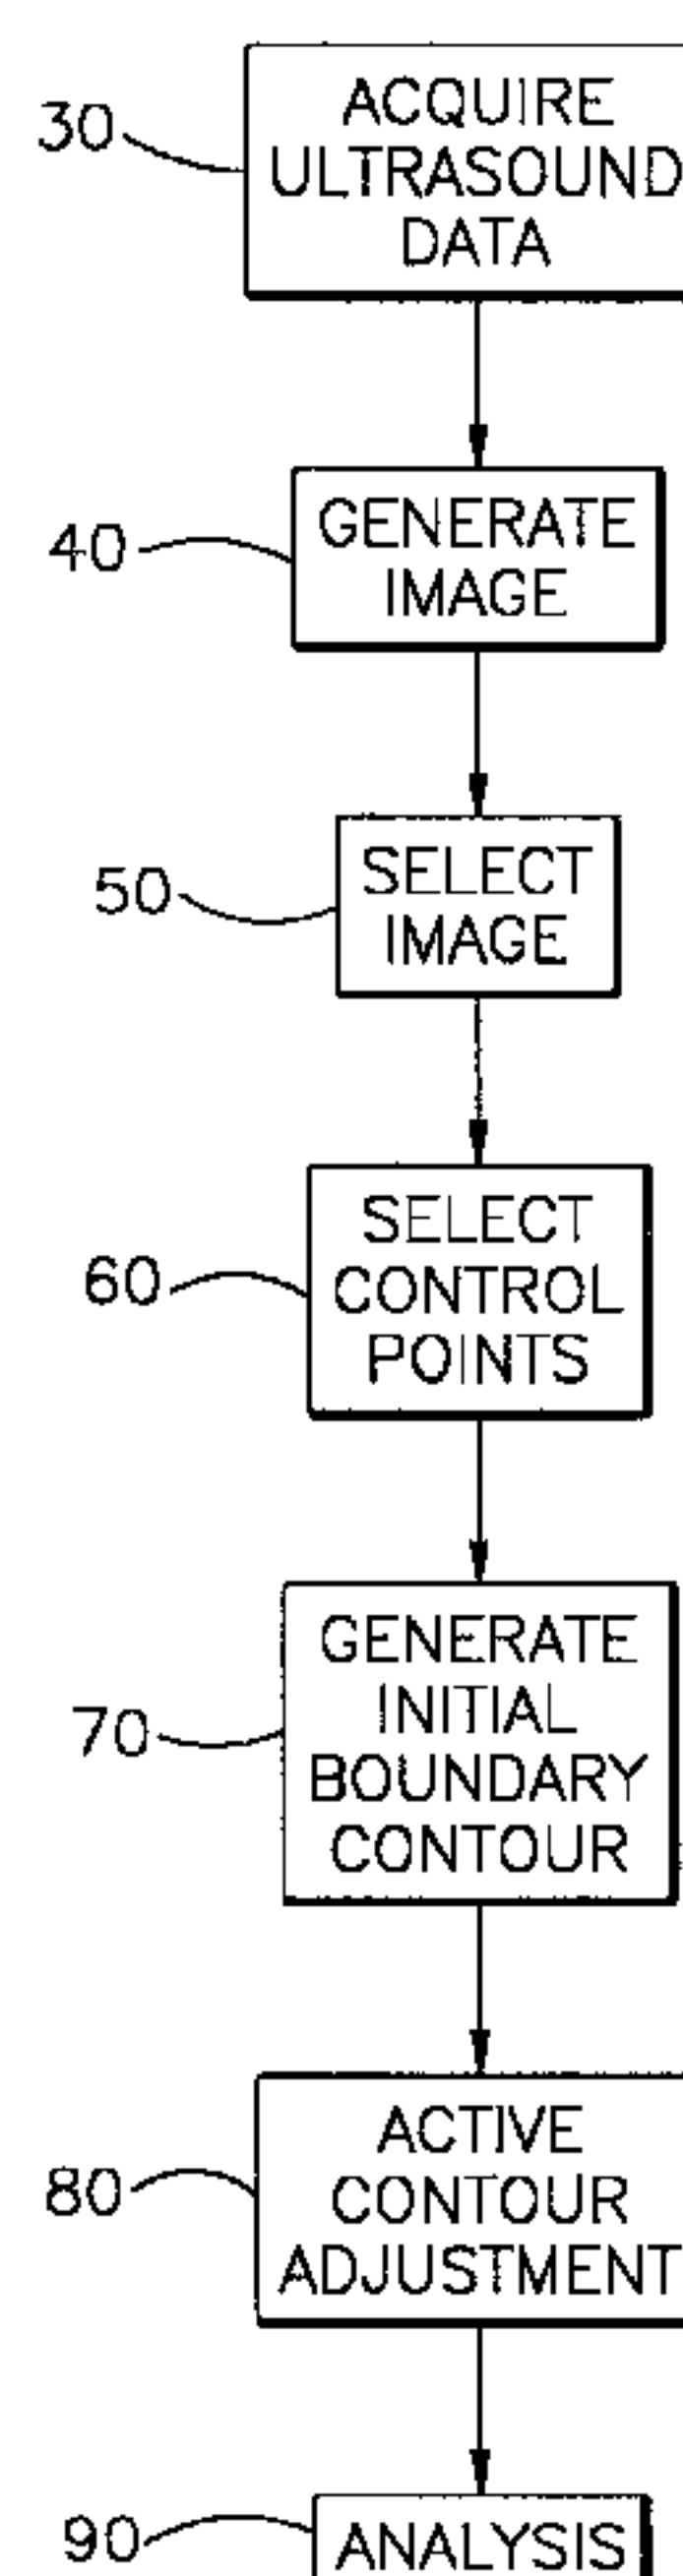 30
ACQUIRE
ULTRASOUND
DATA
40
GENERATE
IMAGE
50
SELECT
IMAGE
60
SELECT
CONTROL
POINTS
70
GENERATE
INITIAL
BOUNDARY
CONTOUR
80
ACTIVE
CONTOUR
ADJUSTMENT
90
ANALYSIS